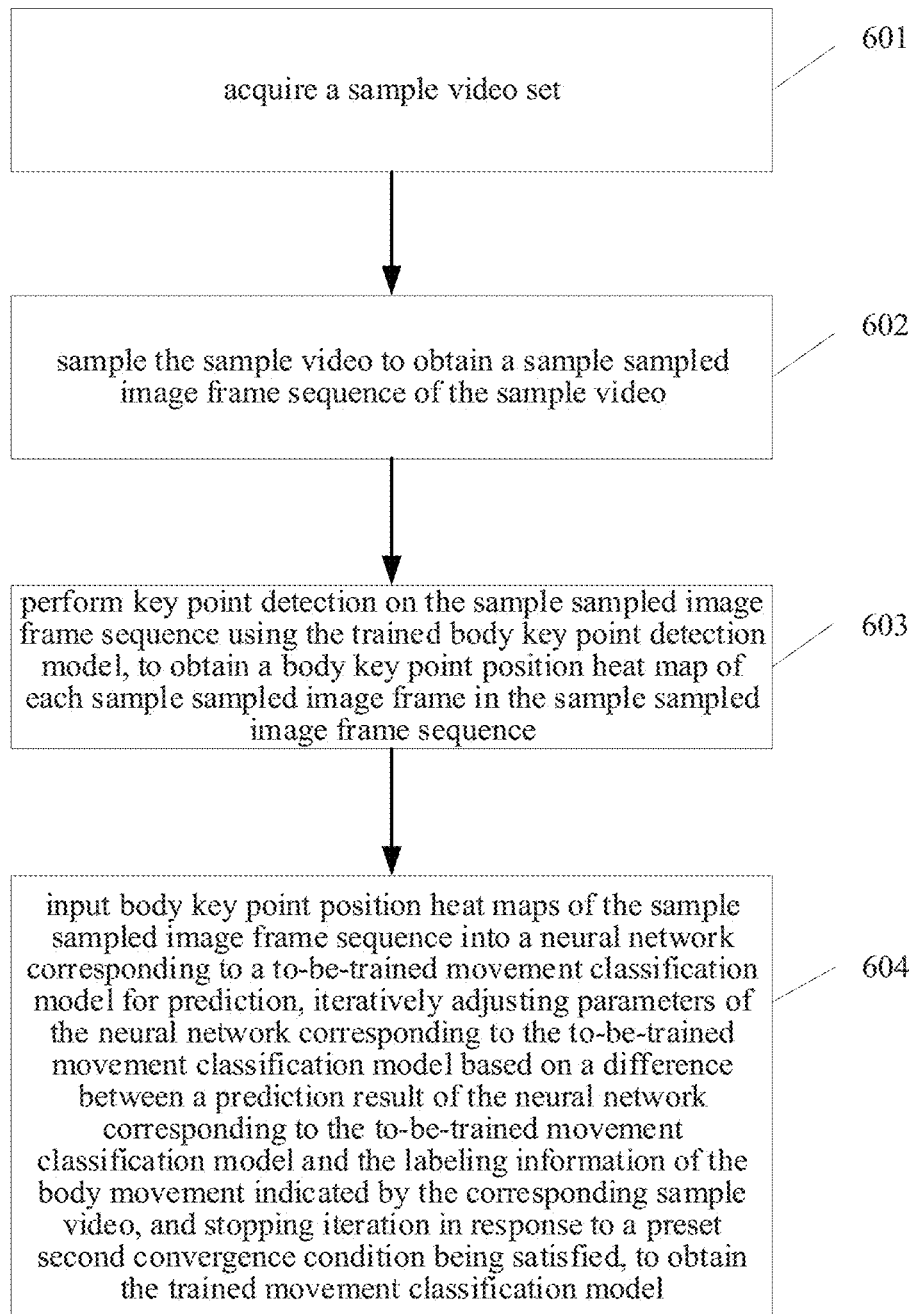 acquire a sample video set
601
sample the sample video to obtain a sample sampled
image frame sequence of the sample video
602
perform key point detection on the sample sampled image
frame sequence using the trained body key point detection
model, to obtain a body key point position heat map of
each sample sampled image frame in the sample sampled
image frame sequence
603
input body key point position heat maps of the sample
sampled image frame sequence into a neural network
corresponding to a to-be-trained movement classification
model for prediction, iteratively adjusting parameters of
the neural network corresponding to the to-be-trained
movement classification model based on a difference
between a prediction result of the neural network
corresponding to the to-be-trained movement
classification model and the labeling information of the
body movement indicated by the corresponding sample
video, and stopping iteration in response to a preset
second convergence condition being satisfied, to obtain
the trained movement classification model
604